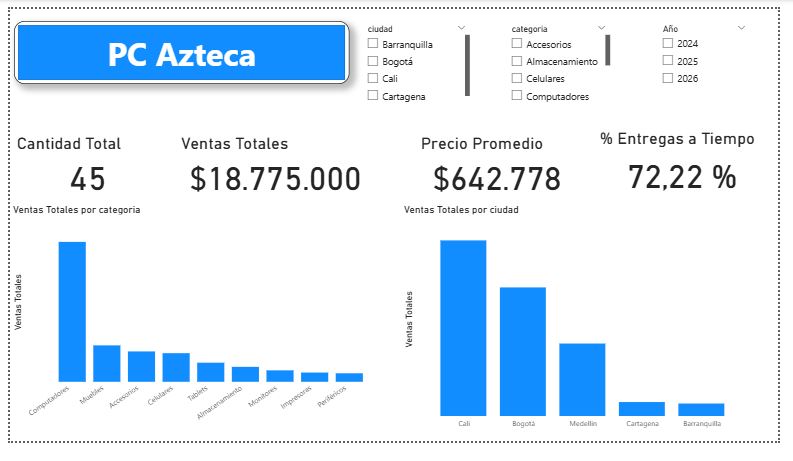 PC Azteca
ciudad
Barranquilla
Bogotá
Cali
Cartagena
categoria
Accesorios
Almacenamiento
Celulares
Computadores
Año
2024
2025
2026
Cantidad Total
45
Ventas Totales
$18.775.000
Precio Promedio
$642.778
% Entregas a Tiempo
72,22 %
Ventas Totales por categoria
Ventas Totales
Computadores
Muebles
Accesorios
Celulares
Tablets
Almacenamiento
Monitores
Impresoras
Periféricos
Ventas Totales por ciudad
Ventas Totales
Cali
Bogotá
Medellín
Cartagena
Barranquilla